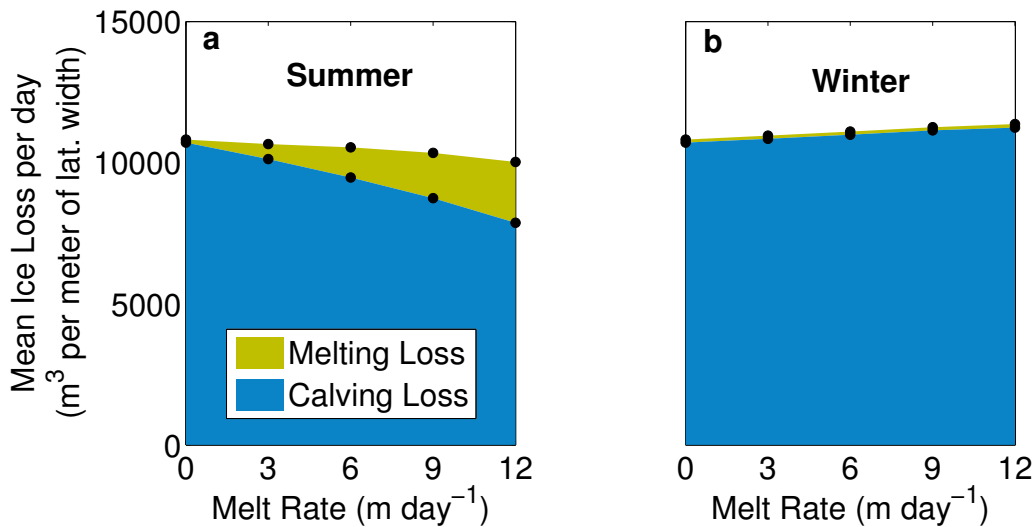 Mean Ice Loss per day
(m³ per meter of lat. width)
15000
10000
5000
0
a
Summer
Melting Loss
Calving Loss
0 3 6 9 12
Melt Rate (m day⁻¹)
b
Winter
0 3 6 9 12
Melt Rate (m day⁻¹)